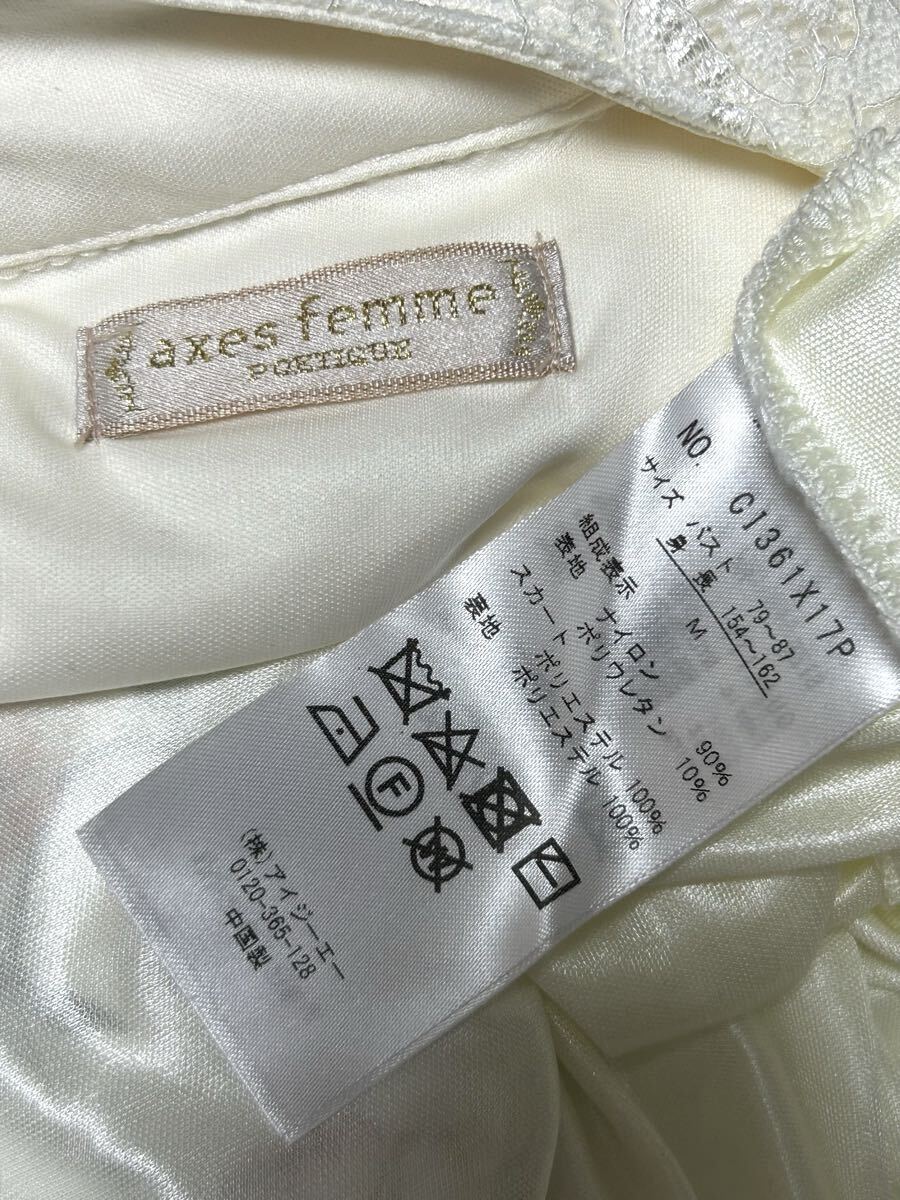 axes femme
POETIQUE
NO. C1361X17P
サイズ バスト 79～87
身長 154～162
M
組成表示
表地 ナイロン 90%
ポリウレタン 10%
スカート ポリエステル 100%
裏地 ポリエステル 100%
F
W
(株)アイジーエー
0120-365-128
中国製